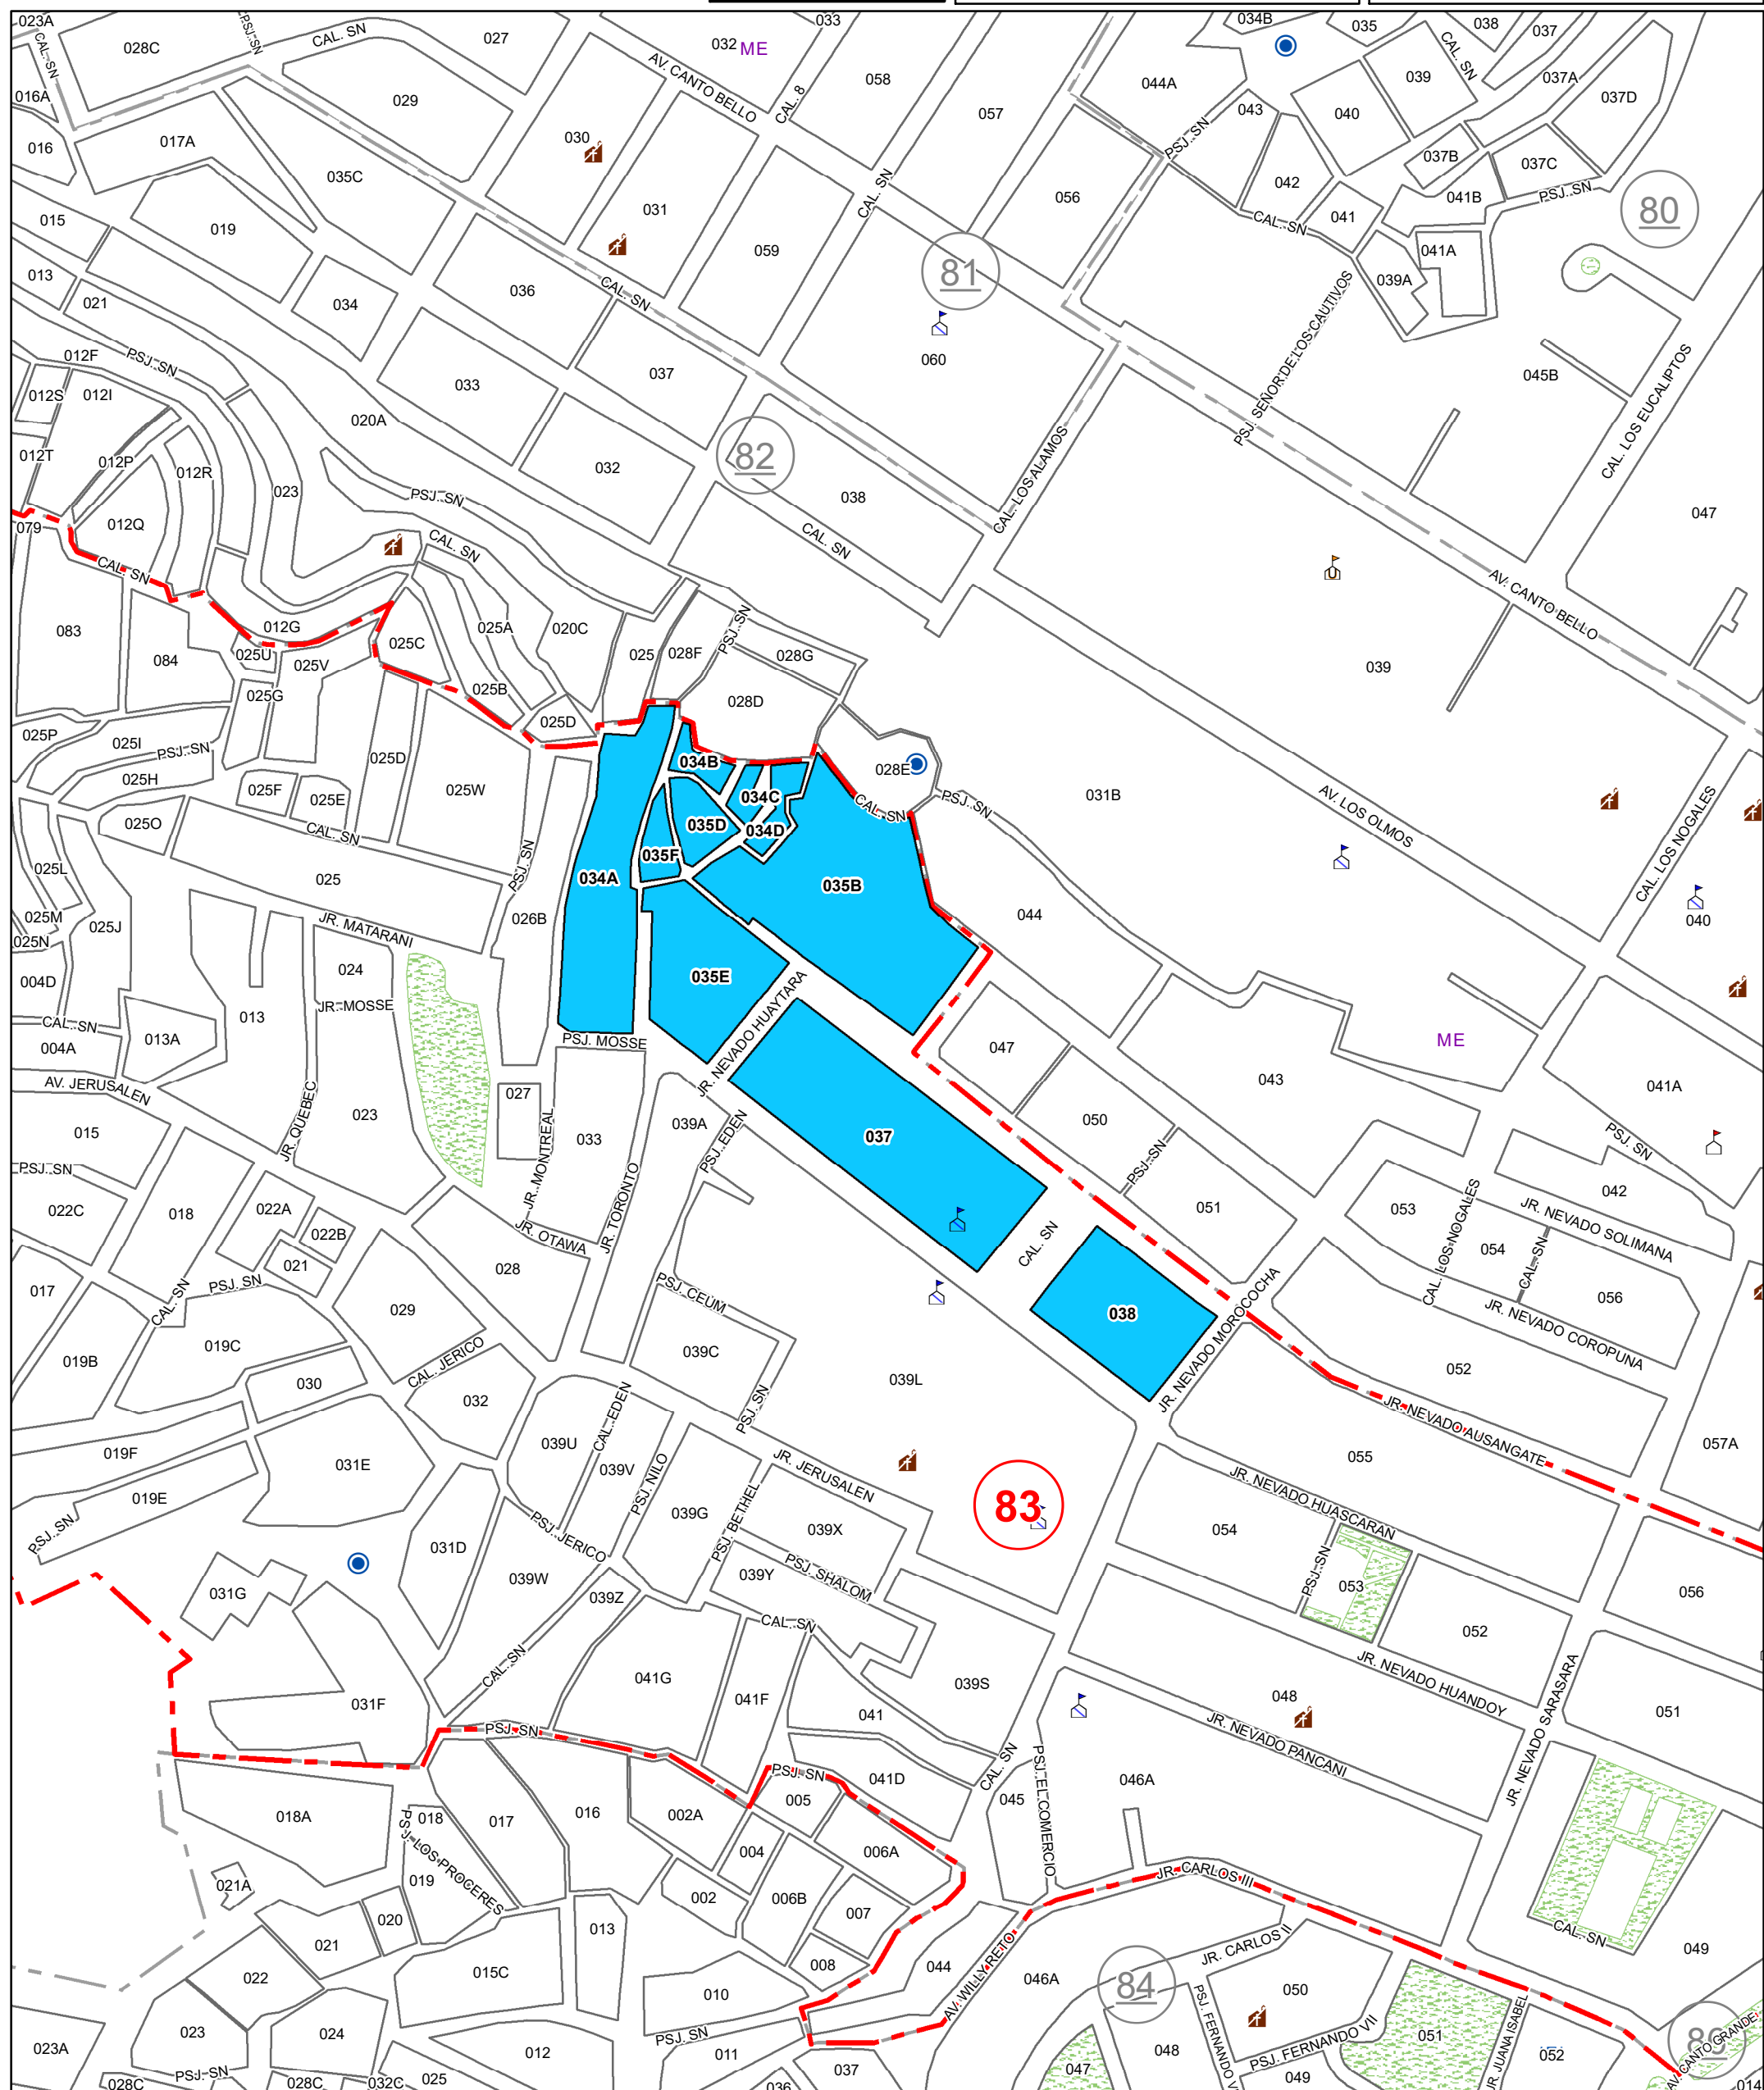 023A
028C
PSJ. SN
CAL. SN
027
032
ME
033
034B
035
038
037
CAL. SN
CAL. SN
AV. CANTO BELLO
CAL. 8
058
057
044A
039
037A
037D
016A
029
030
043
040
016
017A
035C
PSJ. SN
037B
037C
031
CAL. SN
056
042
041
041B
PSJ. SN
80
015
019
059
CAL. SN
041A
013
021
034
036
CAL. SN
81
039A
060
PSJ. SEÑOR DE LOS CAUTIVOS
045B
CAL. LOS EUCALIPTOS
012F
PSJ. SN
012S
012I
033
037
020A
CAL. LOS ALAMOS
012T
012P
012R
82
032
038
023
PSJ. SN
047
079
012Q
CAL. SN
CAL. SN
CAL. SN
U
AV. CANTO BELLO
083
084
012G
025U
025V
025C
025A
020C
025
028F
PSJ. SN
028G
039
025G
025B
028D
025P
025I
PSJ. SN
025D
025D
034B
028E
CAL. SN
PSJ. SN
031B
AV. LOS OLMOS
025H
025F
025E
025W
034C
035D
034D
025O
CAL. SN
035F
PSJ. SN
CAL. LOS NOGALES
025L
025
034A
035B
025M
025N
025J
JR. MATARANI
026B
044
040
004D
024
035E
JR. MOSSE
013
CAL. SN
013A
004A
PSJ. MOSSE
JR. NEVADO HUAYTARA
047
ME
AV. JERUSALEN
027
043
041A
015
JR. QUEBEC
023
JR. MONTREAL
033
039A
PSJ. EDEN
037
050
PSJ. SN
PSJ. SN
PSJ. SN
022C
018
022A
022B
021
JR. OTAWA
JR. TORONTO
CAL. SN
051
053
CAL. LOS NOGALES
042
JR. NEVADO SOLIMANA
054
CAL. SN
017
PSJ. SN
CAL. SN
029
028
PSJ. CEUM
038
JR. NEVADO MOROCOCHA
056
JR. NEVADO COROPUNA
019B
019C
CAL. JERICO
039C
039L
052
030
032
PSJ. SN
JR. NEVADO AUSANGATE
019F
031E
039U
CAL. EDEN
039V
PSJ. NILO
JR. JERUSALEN
055
057A
019E
PSJ. SN
039G
PSJ. BETHEL
039X
83
JR. NEVADO HUASCARAN
031D
PSJ. JERICO
054
PSJ. SN
031G
039W
039Y
PSJ. SHALOM
053
056
039Z
CAL. SN
052
CAL. SN
041G
039S
JR. NEVADO HUANDOY
031F
041F
041
048
JR. NEVADO SARASARA
051
PSJ. SN
JR. NEVADO PANCANI
PSJ. SN
041D
CAL. SN
PSJ. EL COMERCIO
046A
018A
018
017
016
002A
005
045
PSJ. LOS PROCERES
004
006A
021A
019
002
006B
JR. CARLOS III
020
013
007
021
CAL. SN
022
015C
008
044
AV. WILLY RETO
JR. CARLOS II
049
046A
84
010
050
023
024
PSJ. SN
PSJ. FERNANDO VII
051
JR. JUANA ISABEL
86
AV. CANTO GRANDE
023A
012
011
037
047
048
PSJ. FERNANDO V
052
028C
PSJ. SN
028C
032C
025
036
049
014